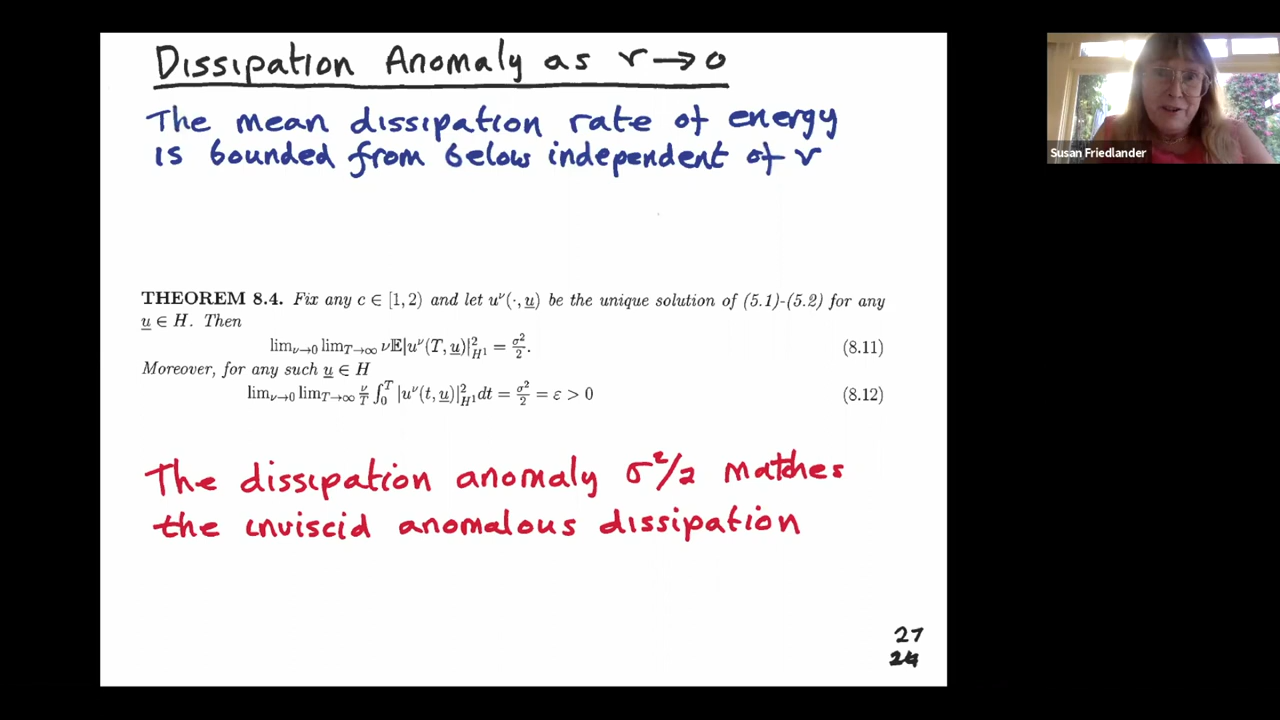 Dissipation Anomaly as ν → 0
The mean dissipation rate of energy
is bounded from below independent of ν
THEOREM 8.4. Fix any c ∈ [1, 2) and let u^ν(·, u̲) be the unique solution of (5.1)-(5.2) for any
u̲ ∈ H. Then
lim_{ν→0} lim_{T→∞} ν𝔼|u^ν(T, u̲)|²_{H¹} = σ²/2. (8.11)
Moreover, for any such u̲ ∈ H
lim_{ν→0} lim_{T→∞} ν/T ∫₀ᵀ |u^ν(t, u̲)|²_{H¹} dt = σ²/2 = ε > 0 (8.12)
The dissipation anomaly σ²/2 matches
the inviscid anomalous dissipation
27
24
Susan Friedlander